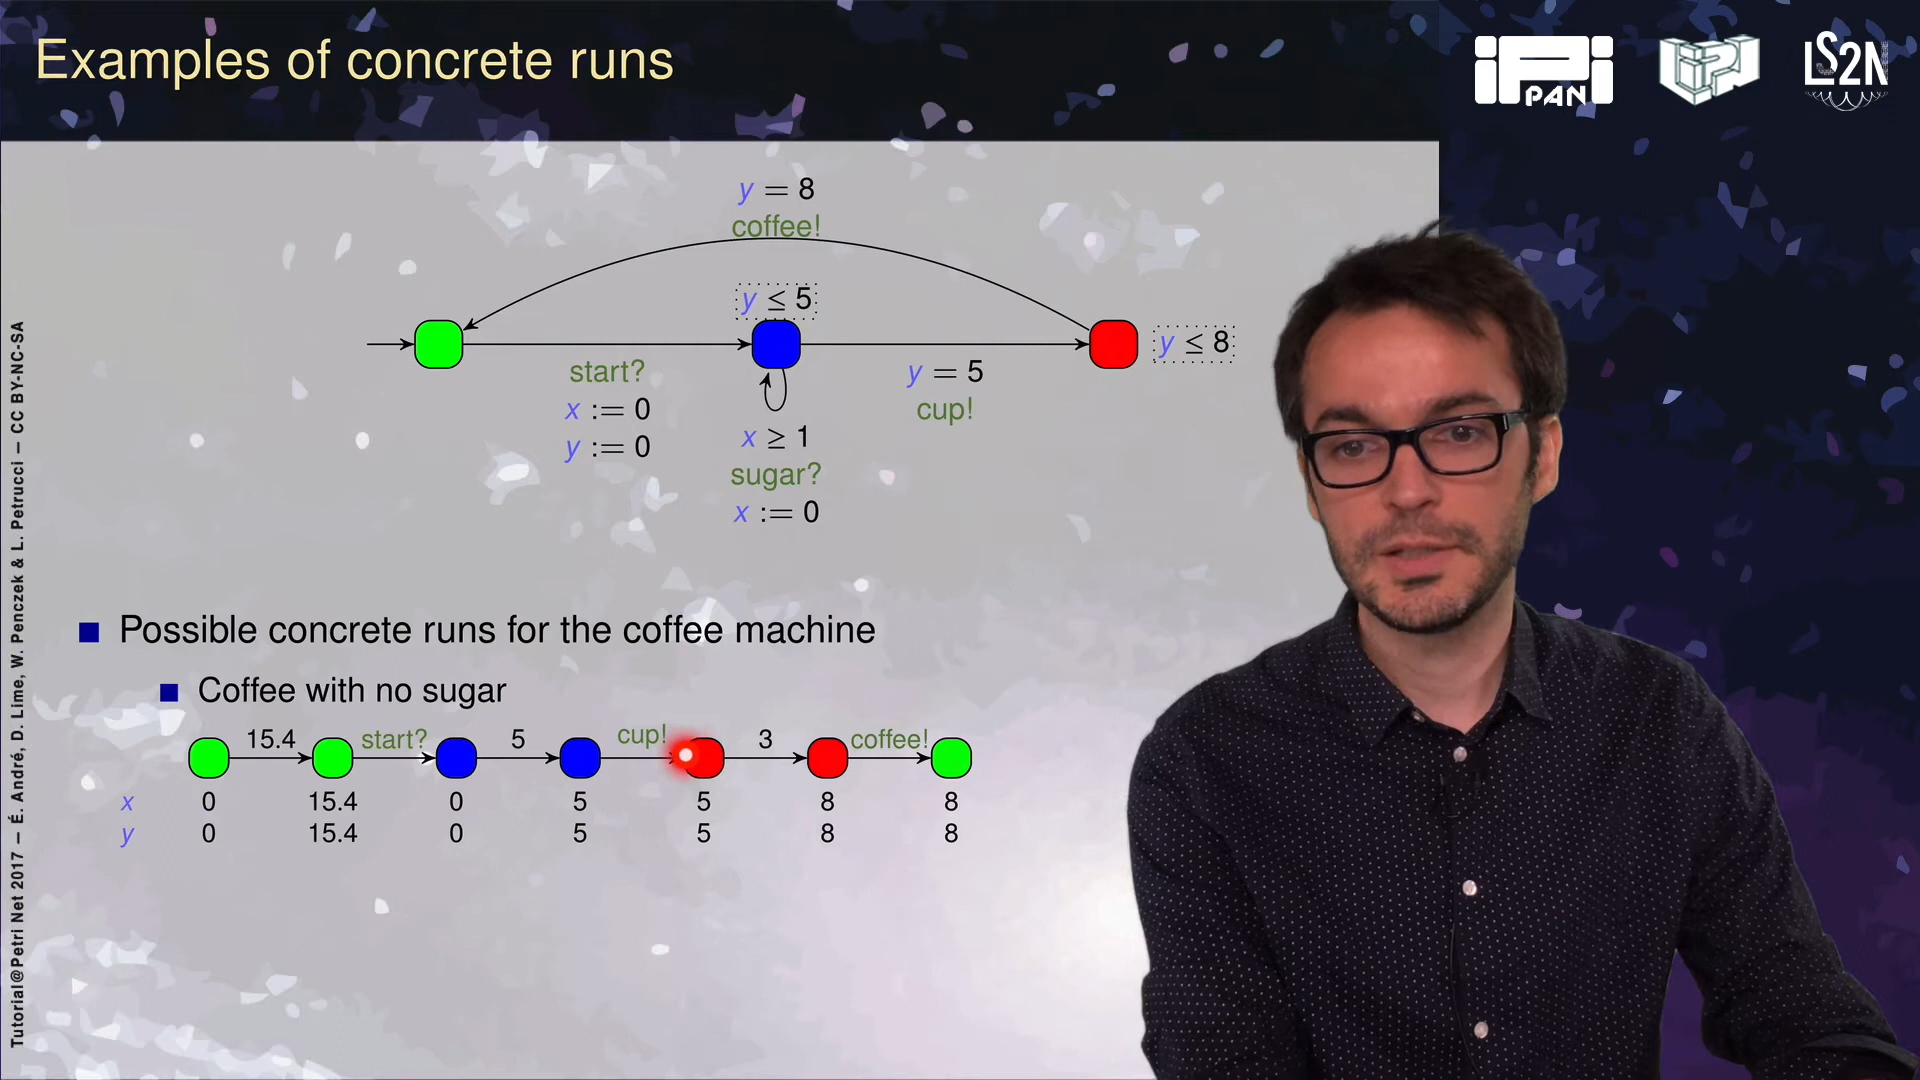 Examples of concrete runs
iPi PAN
LIPN
LS2N
y = 8
coffee!
y ≤ 5
y ≤ 8
start?
x := 0
y := 0
y = 5
cup!
x ≥ 1
sugar?
x := 0
Possible concrete runs for the coffee machine
Coffee with no sugar
15.4 start? 5 cup! 3 coffee!
x 0 15.4 0 5 5 8 8
y 0 15.4 0 5 5 8 8
Tutorial@Petri Net 2017 – É. André, D. Lime, W. Penczek & L. Petrucci – CC BY-NC-SA